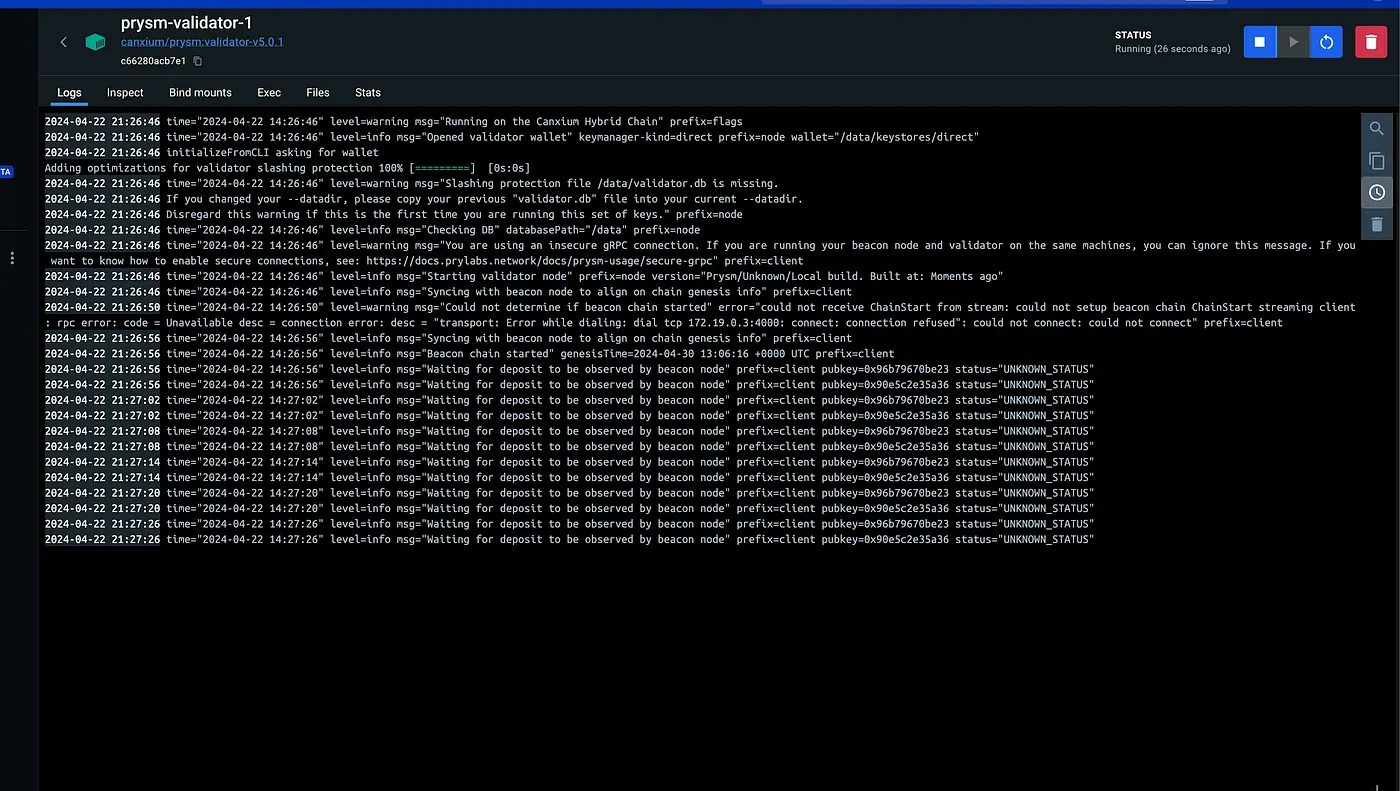 prysm-validator-1
canxium/prysm:validator-v5.0.1
c66280acb7e1
STATUS
Running (26 seconds ago)
Logs Inspect Bind mounts Exec Files Stats
TA
2024-04-22 21:26:46 time="2024-04-22 14:26:46" level=warning msg="Running on the Canxium Hybrid Chain" prefix=flags
2024-04-22 21:26:46 time="2024-04-22 14:26:46" level=info msg="Opened validator wallet" keymanager-kind=direct prefix=node wallet="/data/keystores/direct"
2024-04-22 21:26:46 initializeFromCLI asking for wallet
Adding optimizations for validator slashing protection 100% [=========]  [0s:0s]
2024-04-22 21:26:46 time="2024-04-22 14:26:46" level=warning msg="Slashing protection file /data/validator.db is missing.
2024-04-22 21:26:46 If you changed your --datadir, please copy your previous "validator.db" file into your current --datadir.
2024-04-22 21:26:46 Disregard this warning if this is the first time you are running this set of keys." prefix=node
2024-04-22 21:26:46 time="2024-04-22 14:26:46" level=info msg="Checking DB" databasePath="/data" prefix=node
2024-04-22 21:26:46 time="2024-04-22 14:26:46" level=warning msg="You are using an insecure gRPC connection. If you are running your beacon node and validator on the same machines, you can ignore this message. If you
want to know how to enable secure connections, see: https://docs.prylabs.network/docs/prysm-usage/secure-grpc" prefix=client
2024-04-22 21:26:46 time="2024-04-22 14:26:46" level=info msg="Starting validator node" prefix=node version="Prysm/Unknown/Local build. Built at: Moments ago"
2024-04-22 21:26:46 time="2024-04-22 14:26:46" level=info msg="Syncing with beacon node to align on chain genesis info" prefix=client
2024-04-22 21:26:50 time="2024-04-22 14:26:50" level=warning msg="Could not determine if beacon chain started" error="could not receive ChainStart from stream: could not setup beacon chain ChainStart streaming client
: rpc error: code = Unavailable desc = connection error: desc = "transport: Error while dialing: dial tcp 172.19.0.3:4000: connect: connection refused": could not connect: could not connect" prefix=client
2024-04-22 21:26:56 time="2024-04-22 14:26:56" level=info msg="Syncing with beacon node to align on chain genesis info" prefix=client
2024-04-22 21:26:56 time="2024-04-22 14:26:56" level=info msg="Beacon chain started" genesisTime=2024-04-30 13:06:16 +0000 UTC prefix=client
2024-04-22 21:26:56 time="2024-04-22 14:26:56" level=info msg="Waiting for deposit to be observed by beacon node" prefix=client pubkey=0x96b79670be23 status="UNKNOWN_STATUS"
2024-04-22 21:26:56 time="2024-04-22 14:26:56" level=info msg="Waiting for deposit to be observed by beacon node" prefix=client pubkey=0x90e5c2e35a36 status="UNKNOWN_STATUS"
2024-04-22 21:27:02 time="2024-04-22 14:27:02" level=info msg="Waiting for deposit to be observed by beacon node" prefix=client pubkey=0x96b79670be23 status="UNKNOWN_STATUS"
2024-04-22 21:27:02 time="2024-04-22 14:27:02" level=info msg="Waiting for deposit to be observed by beacon node" prefix=client pubkey=0x90e5c2e35a36 status="UNKNOWN_STATUS"
2024-04-22 21:27:08 time="2024-04-22 14:27:08" level=info msg="Waiting for deposit to be observed by beacon node" prefix=client pubkey=0x96b79670be23 status="UNKNOWN_STATUS"
2024-04-22 21:27:08 time="2024-04-22 14:27:08" level=info msg="Waiting for deposit to be observed by beacon node" prefix=client pubkey=0x90e5c2e35a36 status="UNKNOWN_STATUS"
2024-04-22 21:27:14 time="2024-04-22 14:27:14" level=info msg="Waiting for deposit to be observed by beacon node" prefix=client pubkey=0x96b79670be23 status="UNKNOWN_STATUS"
2024-04-22 21:27:14 time="2024-04-22 14:27:14" level=info msg="Waiting for deposit to be observed by beacon node" prefix=client pubkey=0x90e5c2e35a36 status="UNKNOWN_STATUS"
2024-04-22 21:27:20 time="2024-04-22 14:27:20" level=info msg="Waiting for deposit to be observed by beacon node" prefix=client pubkey=0x96b79670be23 status="UNKNOWN_STATUS"
2024-04-22 21:27:20 time="2024-04-22 14:27:20" level=info msg="Waiting for deposit to be observed by beacon node" prefix=client pubkey=0x90e5c2e35a36 status="UNKNOWN_STATUS"
2024-04-22 21:27:26 time="2024-04-22 14:27:26" level=info msg="Waiting for deposit to be observed by beacon node" prefix=client pubkey=0x96b79670be23 status="UNKNOWN_STATUS"
2024-04-22 21:27:26 time="2024-04-22 14:27:26" level=info msg="Waiting for deposit to be observed by beacon node" prefix=client pubkey=0x90e5c2e35a36 status="UNKNOWN_STATUS"